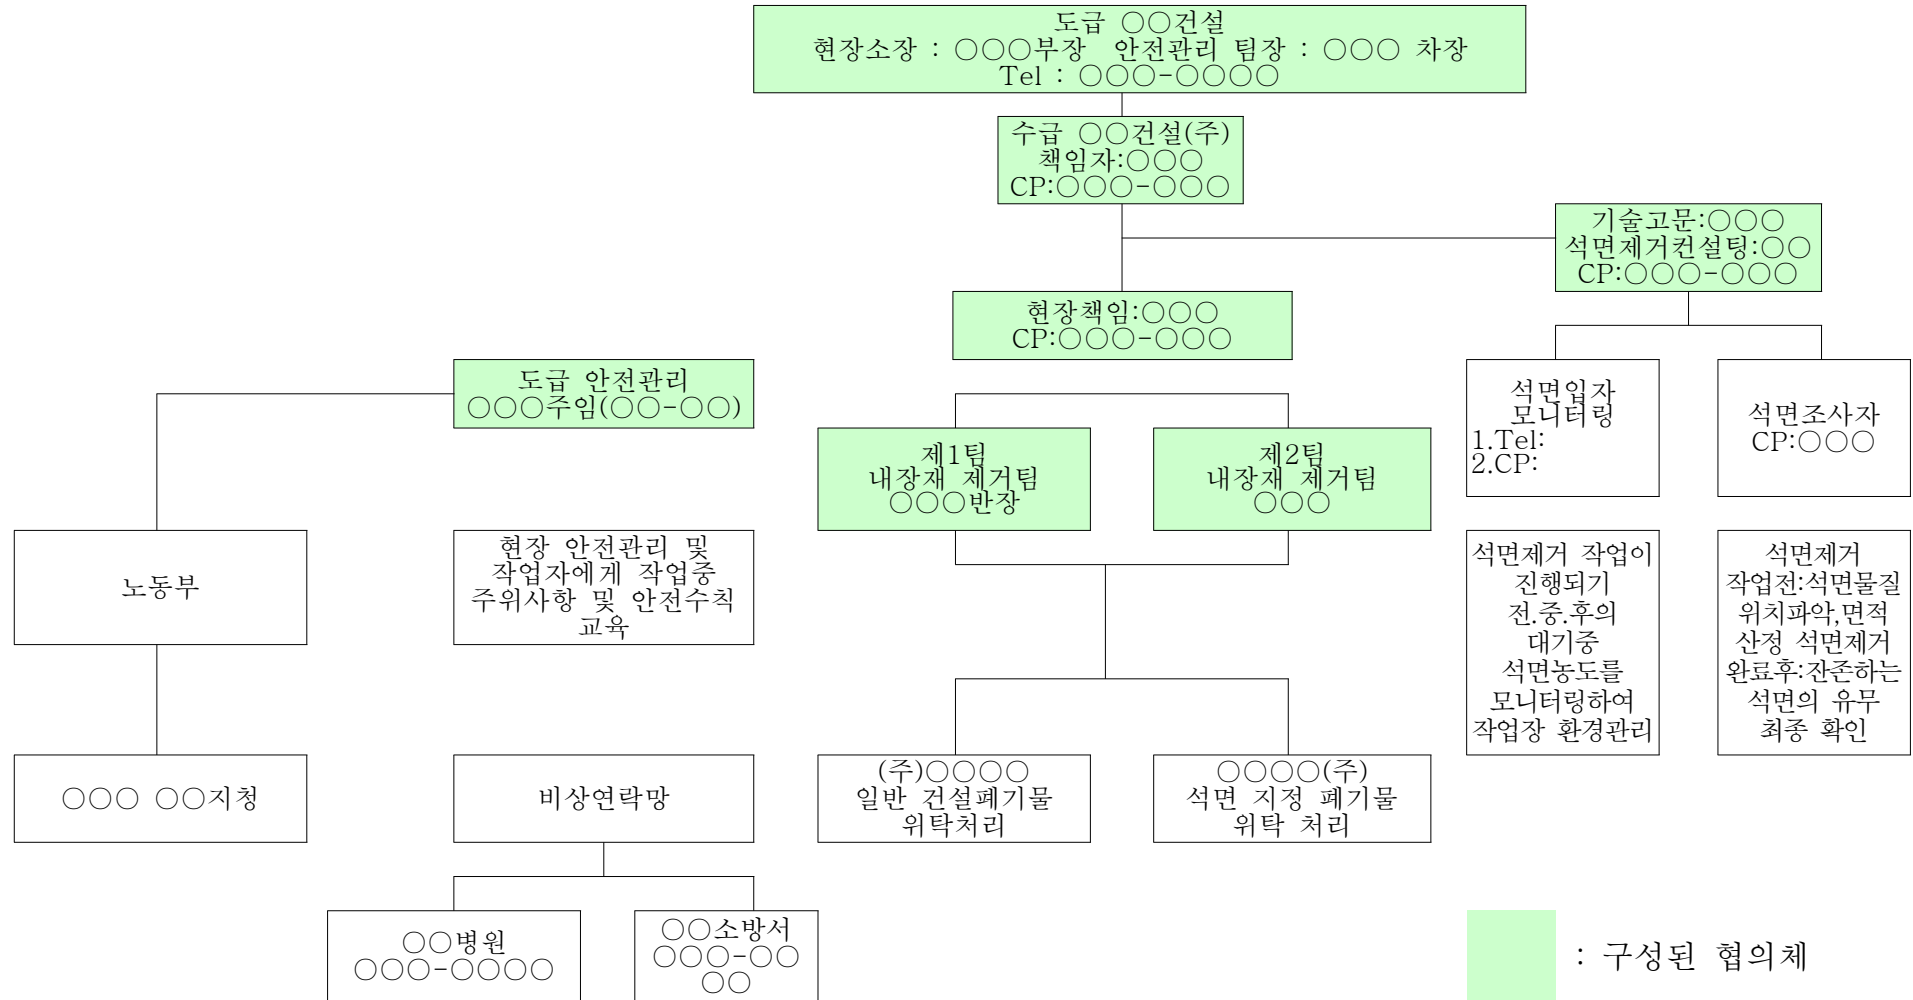 도급 ○○건설
현장소장 : ○○○부장 안전관리 팀장 : ○○○ 차장
Tel : ○○○-○○○○
수급 ○○건설(주)
책임자:○○○
CP:○○○-○○○
기술고문:○○○
석면제거컨설팅:○○
CP:○○○-○○○
현장책임:○○○
CP:○○○-○○○
도급 안전관리
○○○주임(○○-○○)
석면입자
모니터링
1.Tel:
2.CP:
석면조사자
CP:○○○
제1팀
내장재 제거팀
○○○반장
제2팀
내장재 제거팀
○○○
노동부
현장 안전관리 및
작업자에게 작업중
주위사항 및 안전수칙
교육
석면제거 작업이
진행되기
전.중.후의
대기중
석면농도를
모니터링하여
작업장 환경관리
석면제거
작업전:석면물질
위치파악,면적
산정 석면제거
완료후:잔존하는
석면의 유무
최종 확인
○○○ ○○지청
비상연락망
(주)○○○○
일반 건설폐기물
위탁처리
○○○○(주)
석면 지정 폐기물
위탁 처리
○○병원
○○○-○○○○
○○소방서
○○○-○○
○○
: 구성된 협의체